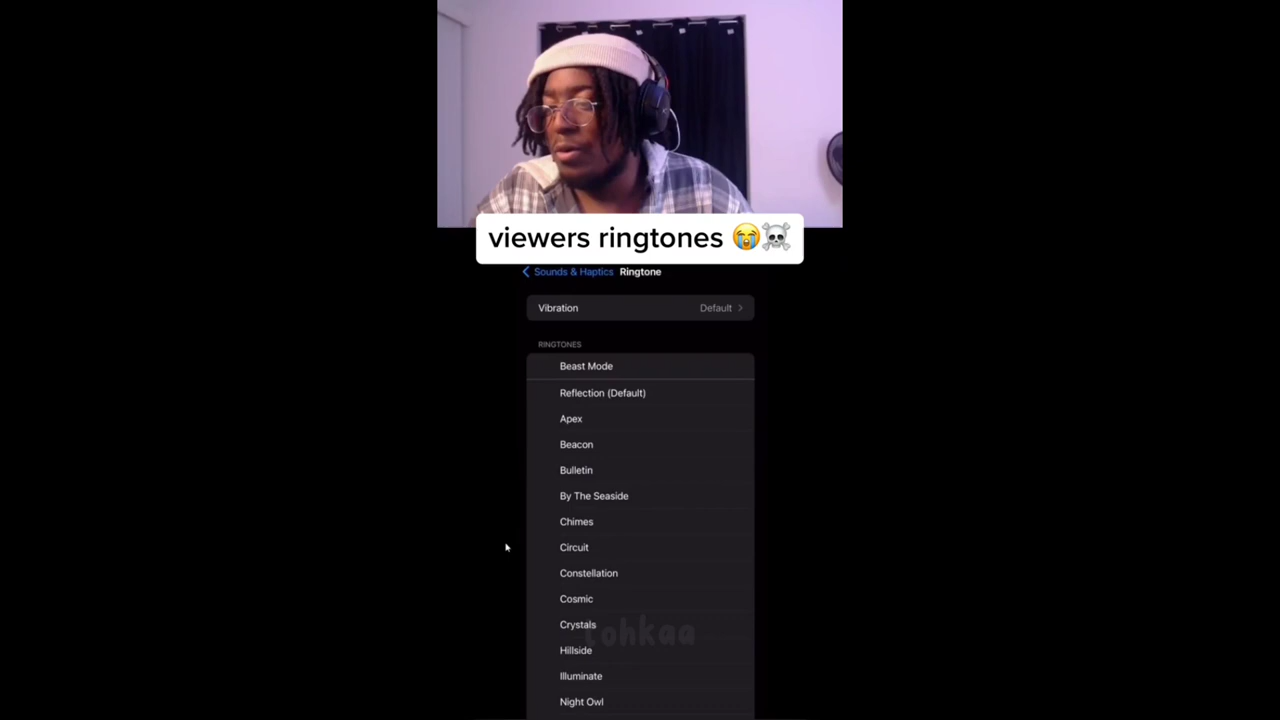 viewers ringtones 😭☠️
Sounds & Haptics Ringtone
Vibration Default
RINGTONES
Beast Mode
Reflection (Default)
Apex
Beacon
Bulletin
By The Seaside
Chimes
Circuit
Constellation
Cosmic
Crystals
tohkaa
Hillside
Illuminate
Night Owl